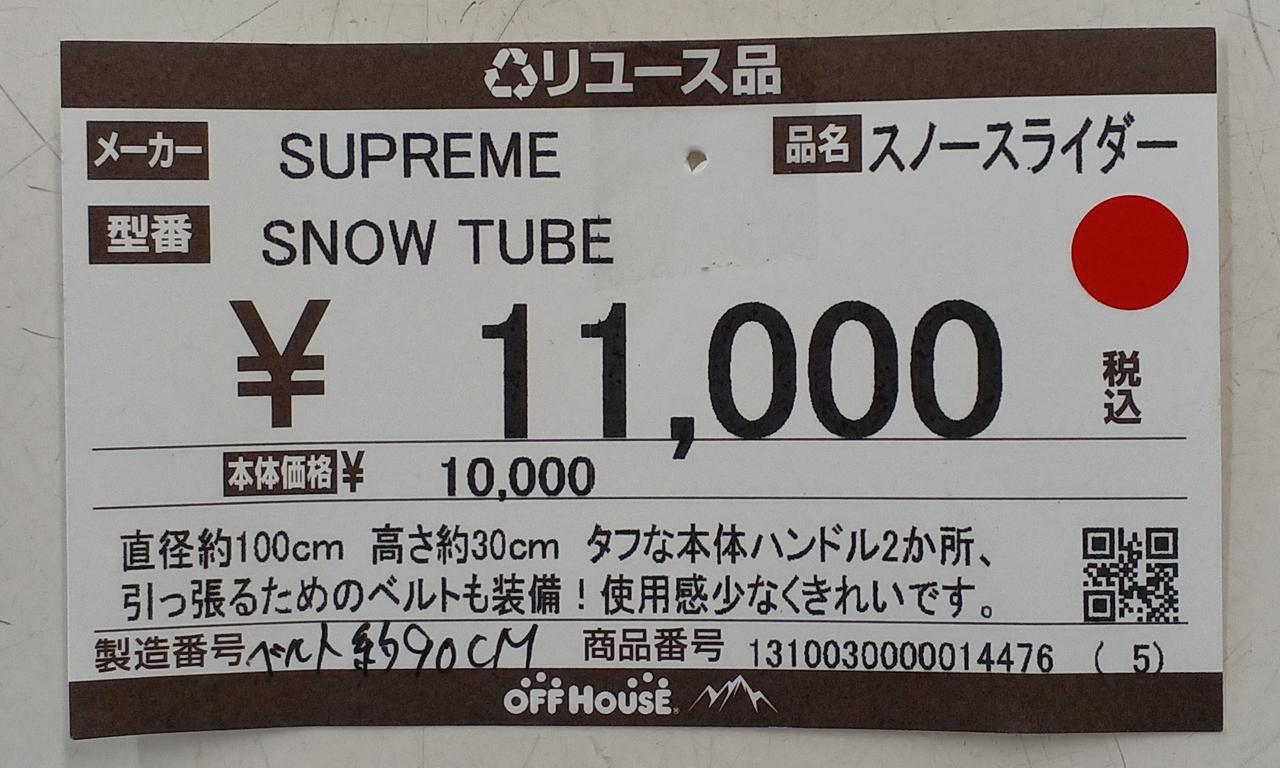 リユース品
メーカー SUPREME 品名 スノースライダー
型番 SNOW TUBE
¥ 11,000 税込
本体価格¥ 10,000
直径約100cm 高さ約30cm タフな本体ハンドル2か所、
引っ張るためのベルトも装備！使用感少なくきれいです。
製造番号 ベルト約90CM 商品番号 1310030000014476 ( 5)
OFF HOUSE